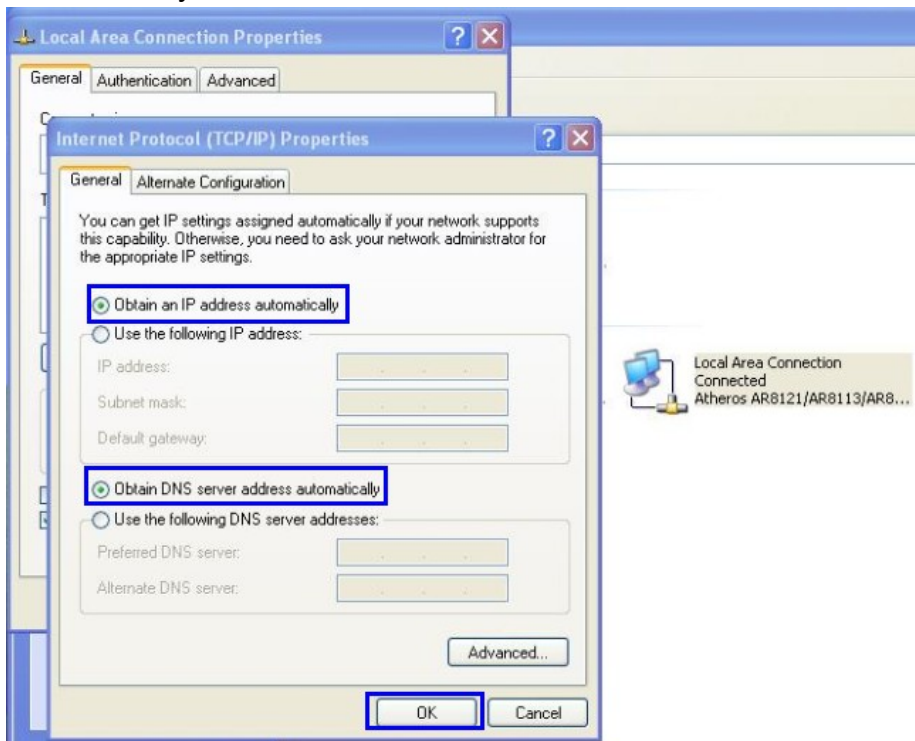 Local Area Connection Properties
General Authentication Advanced
Internet Protocol (TCP/IP) Properties
General Alternate Configuration
You can get IP settings assigned automatically if your network supports
this capability. Otherwise, you need to ask your network administrator for
the appropriate IP settings.
Obtain an IP address automatically
Use the following IP address:
IP address:
Subnet mask:
Default gateway:
Obtain DNS server address automatically
Use the following DNS server addresses:
Preferred DNS server:
Alternate DNS server:
Advanced...
OK Cancel
Local Area Connection
Connected
Atheros AR8121/AR8113/AR8...